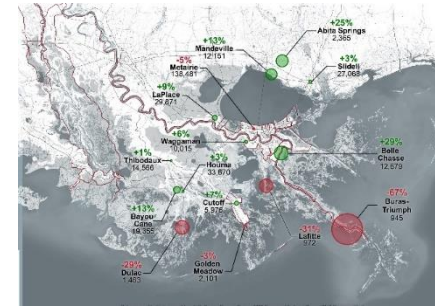 +25%
Abita Springs
2,365
+13%
Mandeville
12,151
-5%
Metairie
138,481
+3%
Slidell
27,068
+9%
LaPlace
29,871
+6%
Waggaman
10,015
+1%
Thibodaux
14,566
+3%
Houma
33,670
+29%
Belle
Chasse
12,679
+13%
Bayou
Cane
19,355
+7%
Cutoff
5,976
-67%
Buras-
Triumph
945
-31%
Lafitte
972
-29%
Dulac
1,463
-3%
Golden
Meadow
2,101